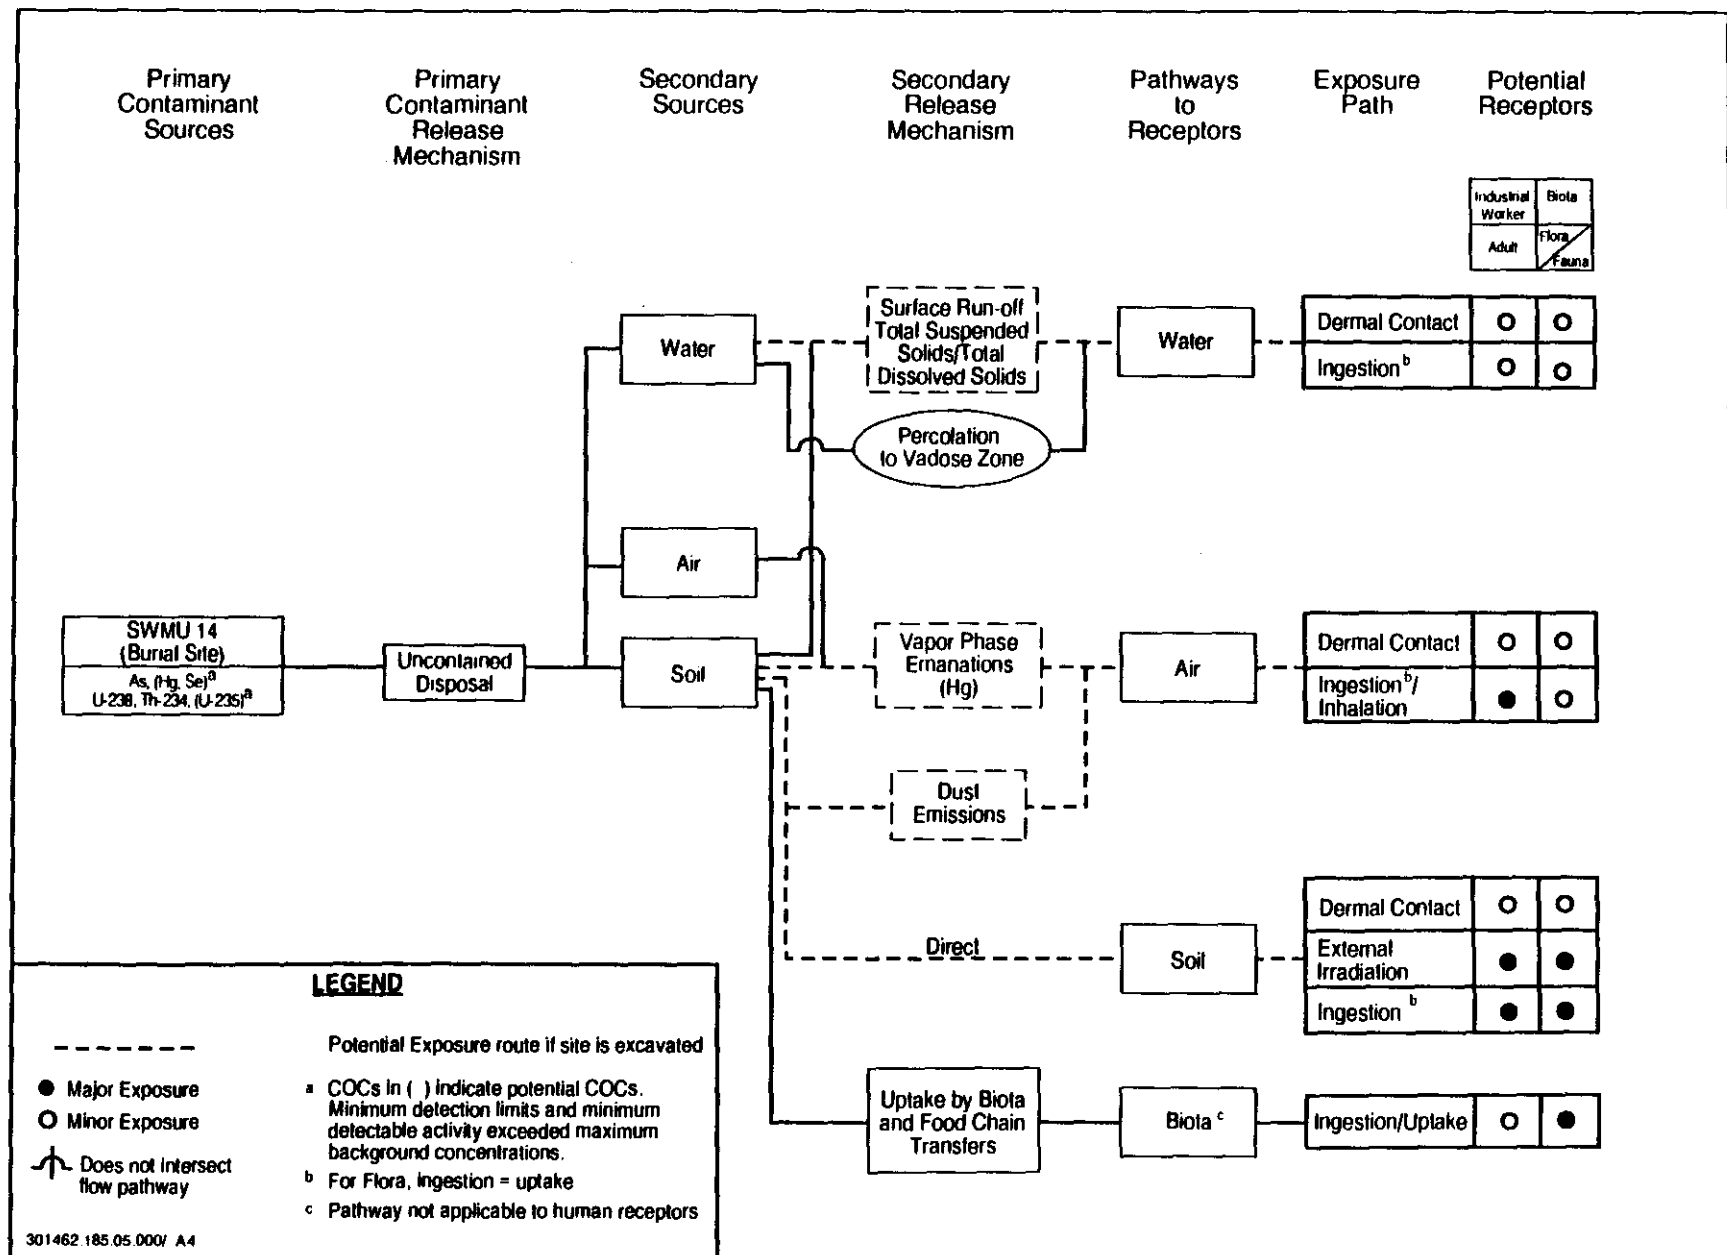 Primary
Contaminant
Sources
Primary
Contaminant
Release
Mechanism
Secondary
Sources
Secondary
Release
Mechanism
Pathways
to
Receptors
Exposure
Path
Potential
Receptors
Industrial
Worker
Biota
Adult
Flora
Fauna
Water
Surface Run-off
Total Suspended
Solids/Total
Dissolved Solids
Water
Dermal Contact
Ingestion b
Percolation
to Vadose Zone
Air
SWMU 14
(Burial Site)
As, (Hg, Se)a
U-238, Th-234, (U-235)a
Uncontained
Disposal
Soil
Vapor Phase
Emanations
(Hg)
Air
Dermal Contact
Ingestion b/
Inhalation
Dust
Emissions
Direct
Soil
Dermal Contact
External
Irradiation
Ingestion b
Uptake by Biota
and Food Chain
Transfers
Biota c
Ingestion/Uptake
LEGEND
Potential Exposure route if site is excavated
Major Exposure
Minor Exposure
Does not intersect
flow pathway
a COCs in ( ) indicate potential COCs.
Minimum detection limits and minimum
detectable activity exceeded maximum
background concentrations.
b For Flora, ingestion = uptake
c Pathway not applicable to human receptors
301462.185.05.000/ A4